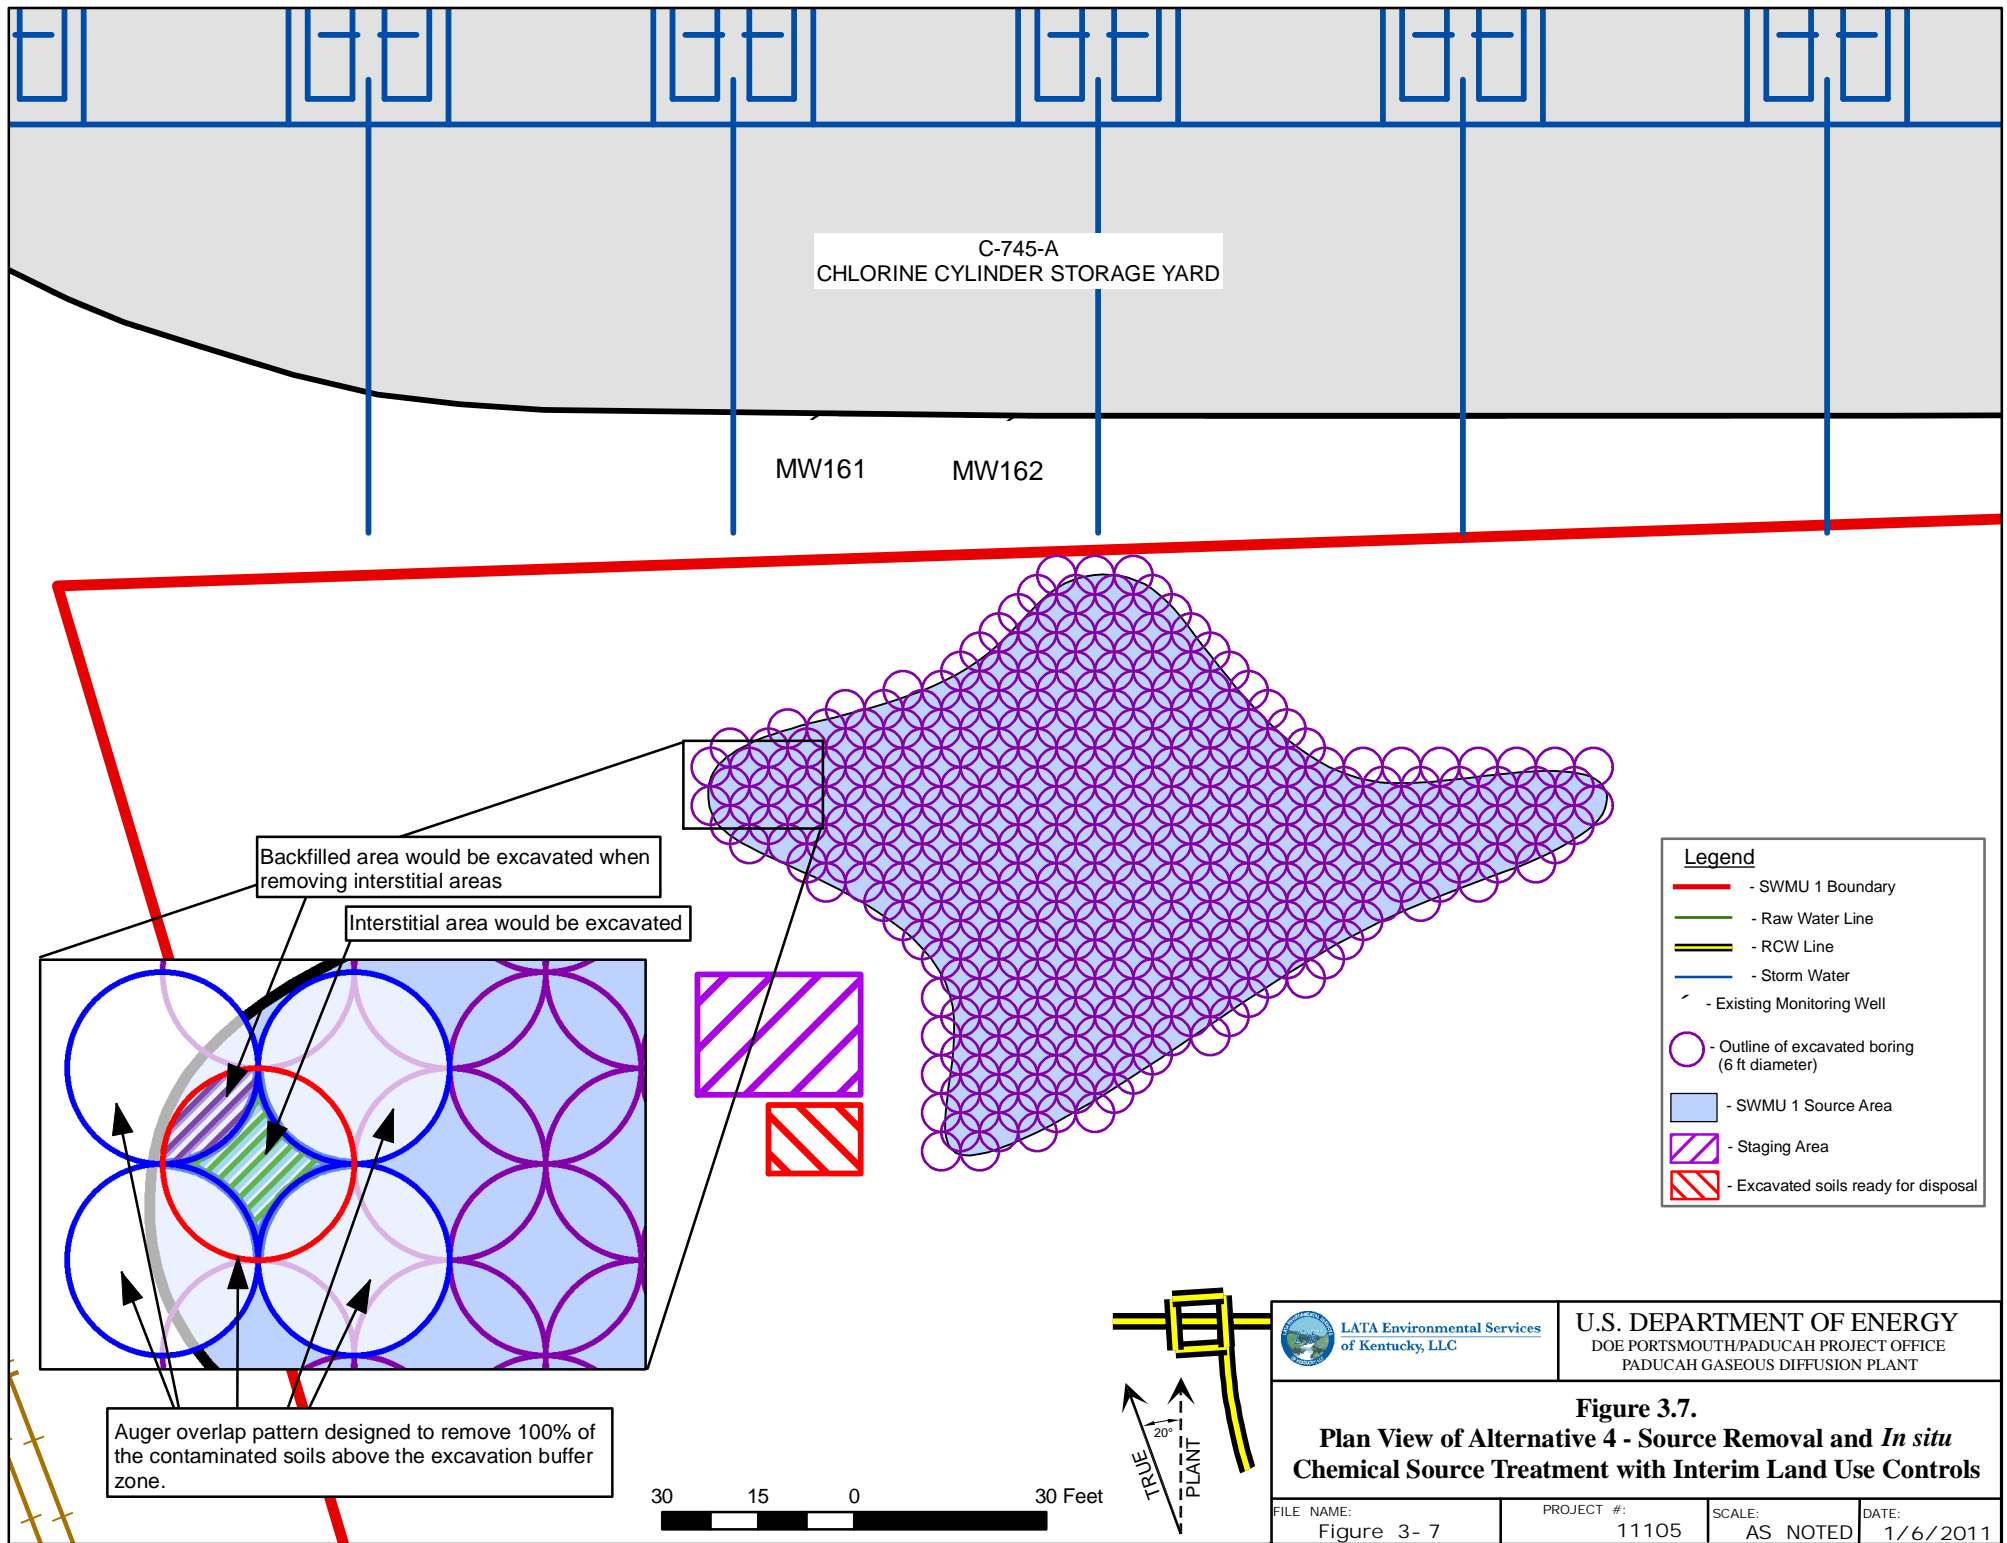 C-745-A
CHLORINE CYLINDER STORAGE YARD
MW161
MW162
Backfilled area would be excavated when
removing interstitial areas
Interstitial area would be excavated
Auger overlap pattern designed to remove 100% of
the contaminated soils above the excavation buffer
zone.
Legend
- SWMU 1 Boundary
- Raw Water Line
- RCW Line
- Storm Water
- Existing Monitoring Well
- Outline of excavated boring
(6 ft diameter)
- SWMU 1 Source Area
- Staging Area
- Excavated soils ready for disposal
30 15 0 30 Feet
TRUE
20°
PLANT
LATA Environmental Services
of Kentucky, LLC
U.S. DEPARTMENT OF ENERGY
DOE PORTSMOUTH/PADUCAH PROJECT OFFICE
PADUCAH GASEOUS DIFFUSION PLANT
Figure 3.7.
Plan View of Alternative 4 - Source Removal and In situ
Chemical Source Treatment with Interim Land Use Controls
FILE NAME:
Figure 3-7
PROJECT #:
11105
SCALE:
AS NOTED
DATE:
1/6/2011